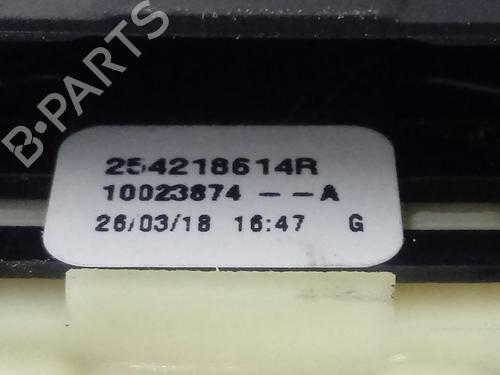 B-PARTS
254218614R
10023874 -- A
26/03/18 16:47 G